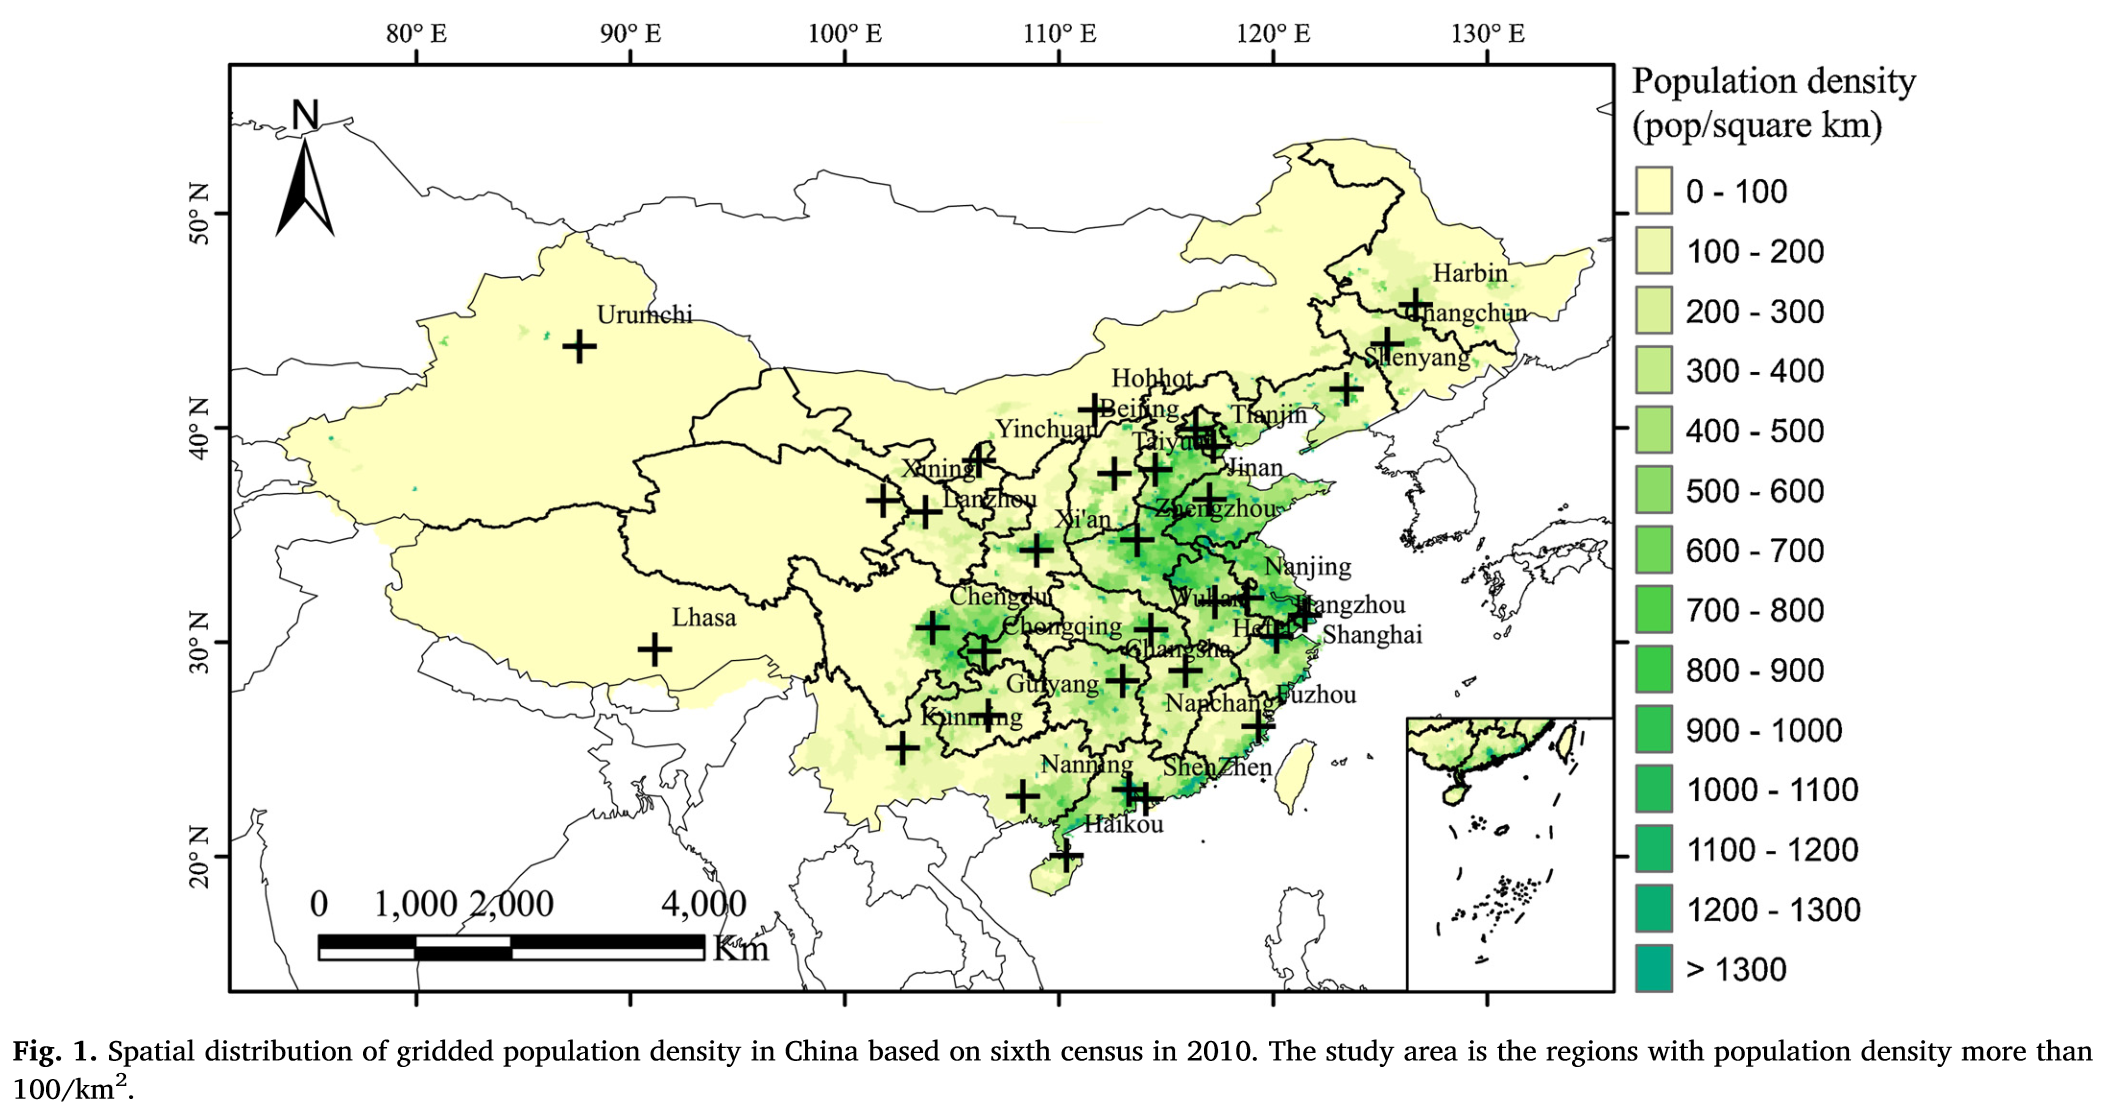 80° E 90° E 100° E 110° E 120° E 130° E
N
50° N
40° N
30° N
20° N
Harbin
Changchun
Urumchi
Shenyang
Hohhot
Beijing
Tianjin
Yinchuan
Taiyuan
Xining
Jinan
Lanzhou
Zhengzhou
Xi'an
Nanjing
Chengdu
Wuhan
Hangzhou
Lhasa
Chongqing
Hefei
Shanghai
Changsha
Guiyang
Fuzhou
Nanchang
Kunming
Nanning
ShenZhen
Haikou
0 1,000 2,000 4,000
Km
Population density
(pop/square km)
0 - 100
100 - 200
200 - 300
300 - 400
400 - 500
500 - 600
600 - 700
700 - 800
800 - 900
900 - 1000
1000 - 1100
1100 - 1200
1200 - 1300
> 1300
Fig. 1. Spatial distribution of gridded population density in China based on sixth census in 2010. The study area is the regions with population density more than
100/km².